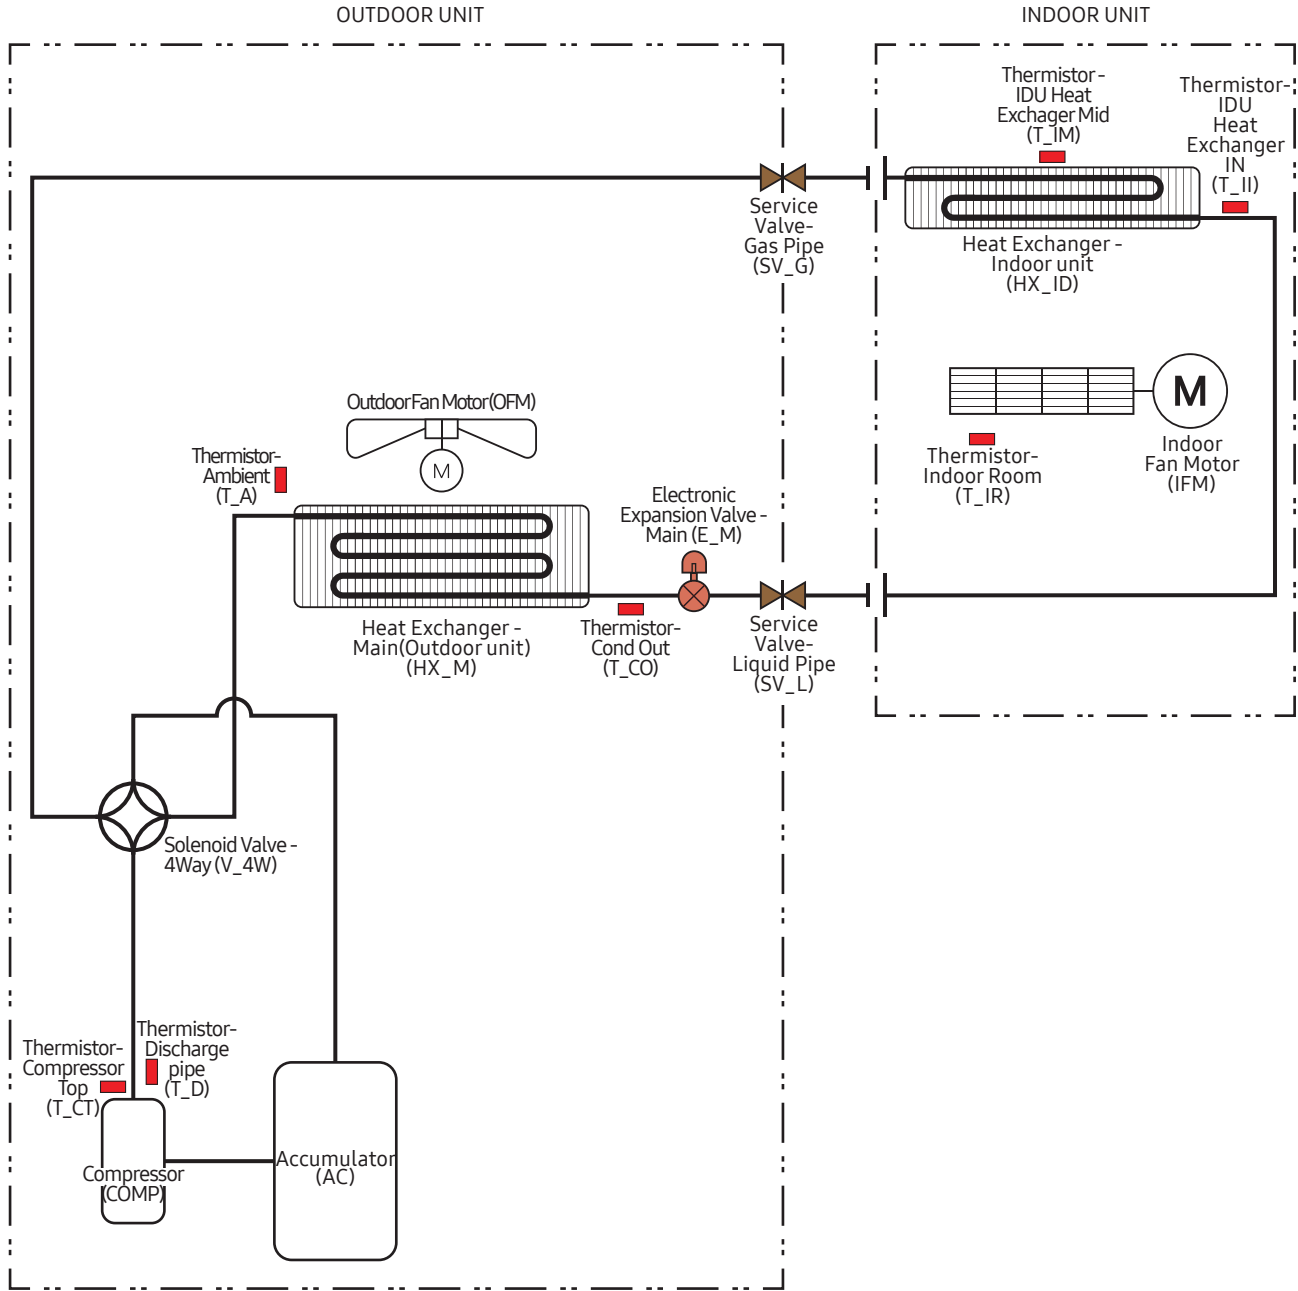 OUTDOOR UNIT
INDOOR UNIT
Thermistor-
IDU Heat
Exchager Mid
(T_IM)
Thermistor-
IDU
Heat
Exchanger
IN
(T_II)
Service
Valve-
Gas Pipe
(SV_G)
Heat Exchanger -
Indoor unit
(HX_ID)
Outdoor Fan Motor(OFM)
M
Thermistor-
Ambient
(T_A)
M
Indoor
Fan Motor
(IFM)
Thermistor-
Indoor Room
(T_IR)
Electronic
Expansion Valve -
Main (E_M)
Heat Exchanger -
Main(Outdoor unit)
(HX_M)
Thermistor-
Cond Out
(T_CO)
Service
Valve-
Liquid Pipe
(SV_L)
Solenoid Valve -
4Way (V_4W)
Thermistor-
Discharge
pipe
(T_D)
Thermistor-
Compressor
Top
(T_CT)
Compressor
(COMP)
Accumulator
(AC)